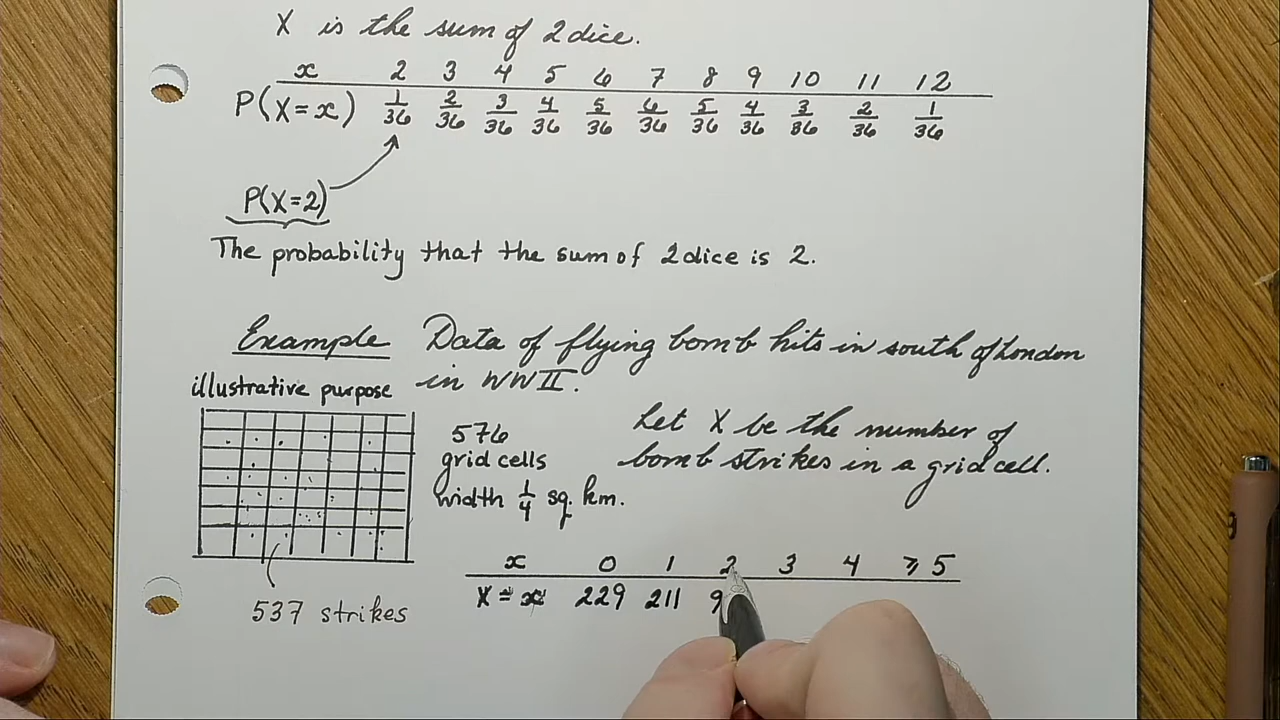 X is the sum of 2 dice.
x 2 3 4 5 6 7 8 9 10 11 12
P(X=x) 1/36 2/36 3/36 4/36 5/36 6/36 5/36 4/36 3/36 2/36 1/36
P(X=2)
The probability that the sum of 2 dice is 2.
Example Data of flying bomb hits in south of London
in WWII.
illustrative purpose
576
grid cells
width 1/4 sq. km.
Let X be the number of
bomb strikes in a grid cell.
x 0 1 2 3 4 ≥ 5
X = x 229 211 9
537 strikes